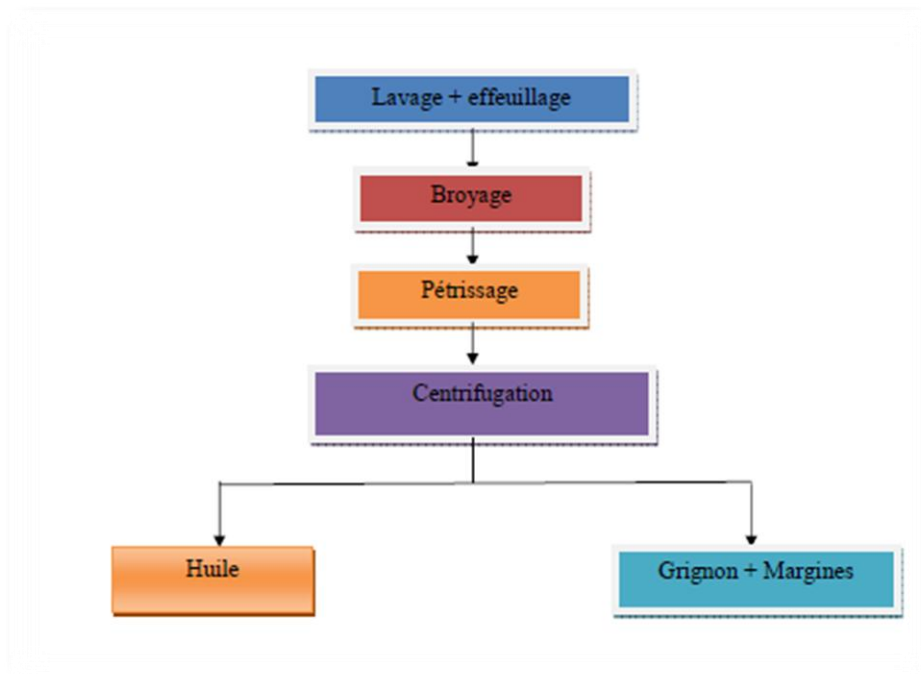 Lavage + effeuillage
Broyage
Pétrissage
Centrifugation
Huile
Grignon + Margines